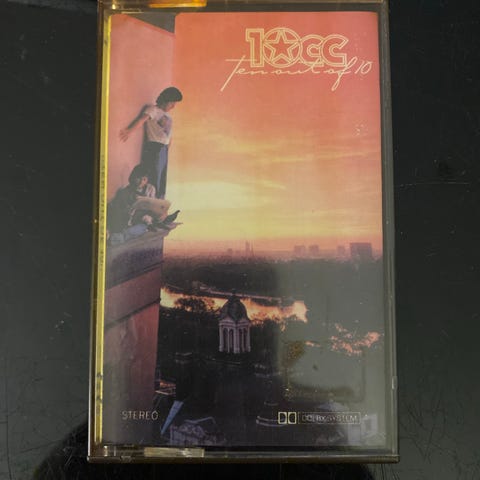 10CC
Ten out of 10
STEREO
DOLBY SYSTEM